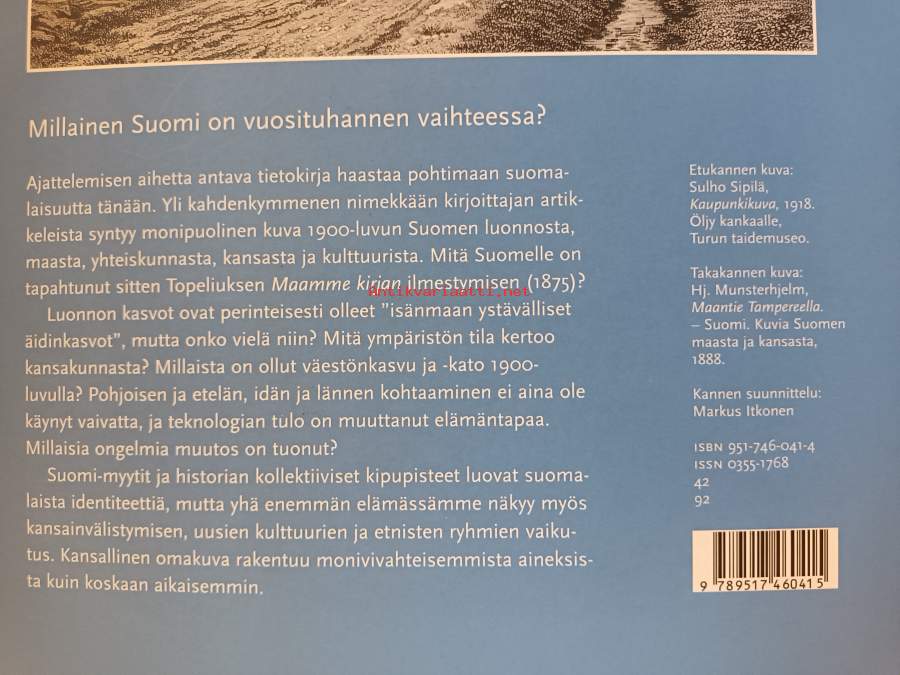 Millainen Suomi on vuosituhannen vaihteessa?
Ajattelemisen aihetta antava tietokirja haastaa pohtimaan suoma-
laisuutta tänään. Yli kahdenkymmenen nimekkään kirjoittajan artik-
keleista syntyy monipuolinen kuva 1900-luvun Suomen luonnosta,
maasta, yhteiskunnasta, kansasta ja kulttuurista. Mitä Suomelle on
tapahtunut sitten Topeliuksen Maamme kirjan ilmestymisen (1875)?
Luonnon kasvot ovat perinteisesti olleet ”isänmaan ystävälliset
äidinkasvot”, mutta onko vielä niin? Mitä ympäristön tila kertoo
kansakunnasta? Millaista on ollut väestönkasvu ja -kato 1900-
luvulla? Pohjoisen ja etelän, idän ja lännen kohtaaminen ei aina ole
käynyt vaivatta, ja teknologian tulo on muuttanut elämäntapaa.
Millaisia ongelmia muutos on tuonut?
Suomi-myytit ja historian kollektiiviset kipupisteet luovat suoma-
laista identiteettiä, mutta yhä enemmän elämässämme näkyy myös
kansainvälistymisen, uusien kulttuurien ja etnisten ryhmien vaiku-
tus. Kansallinen omakuva rakentuu monivivahteisemmista aineksis-
ta kuin koskaan aikaisemmin.
Antikvariaatti.net
Etukannen kuva:
Sulho Sipilä,
Kaupunkikuva, 1918.
Öljy kankaalle,
Turun taidemuseo.
Takakannen kuva:
Hj. Munsterhjelm,
Maantie Tampereella.
– Suomi. Kuvia Suomen
maasta ja kansasta,
1888.
Kannen suunnittelu:
Markus Itkonen
ISBN 951-746-041-4
ISSN 0355-1768
42
92
9 789517 460415